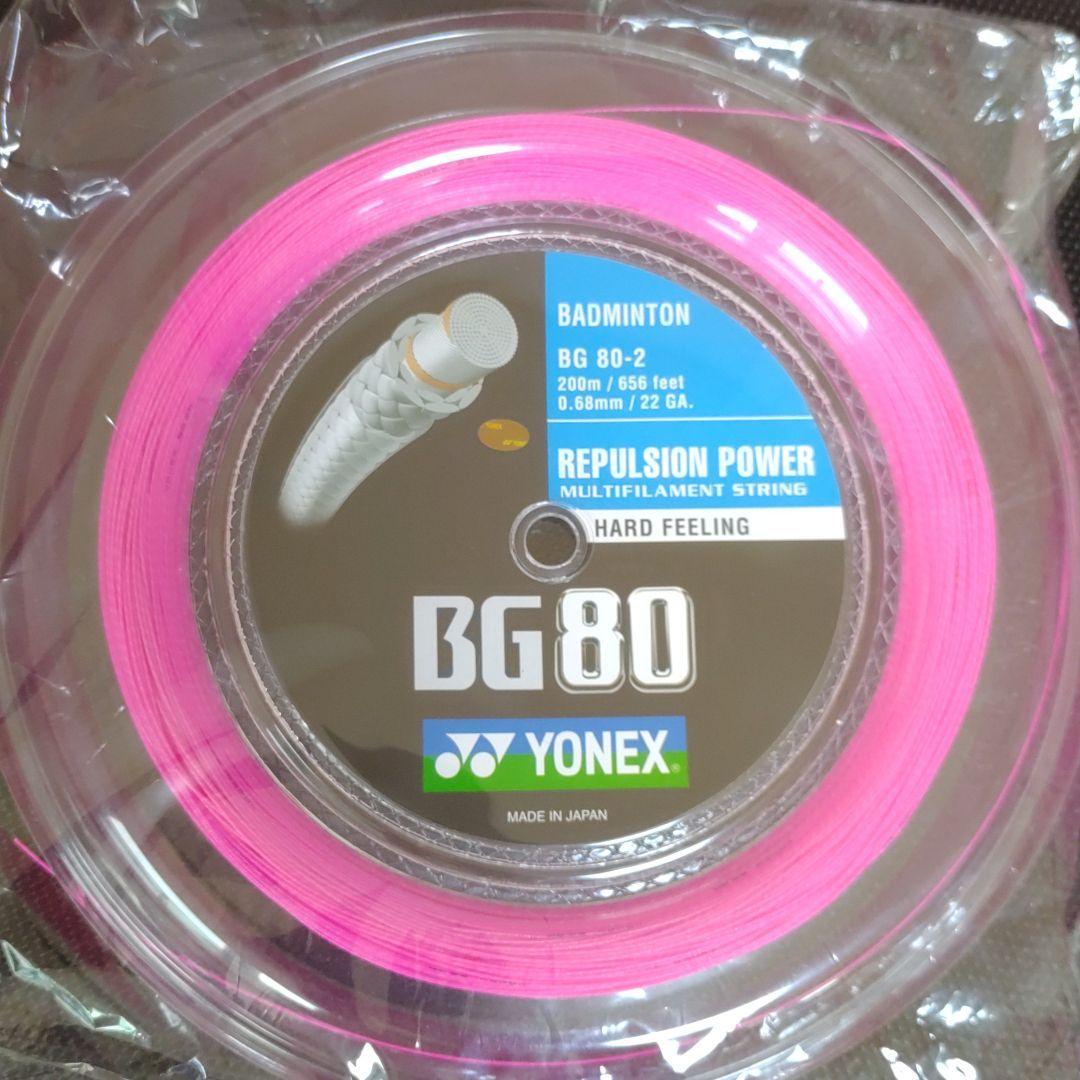 BADMINTON
BG 80-2
200m / 656 feet
0.68mm / 22 GA.
REPULSION POWER
MULTIFILAMENT STRING
HARD FEELING
YONEX
BG80
YONEX®
MADE IN JAPAN